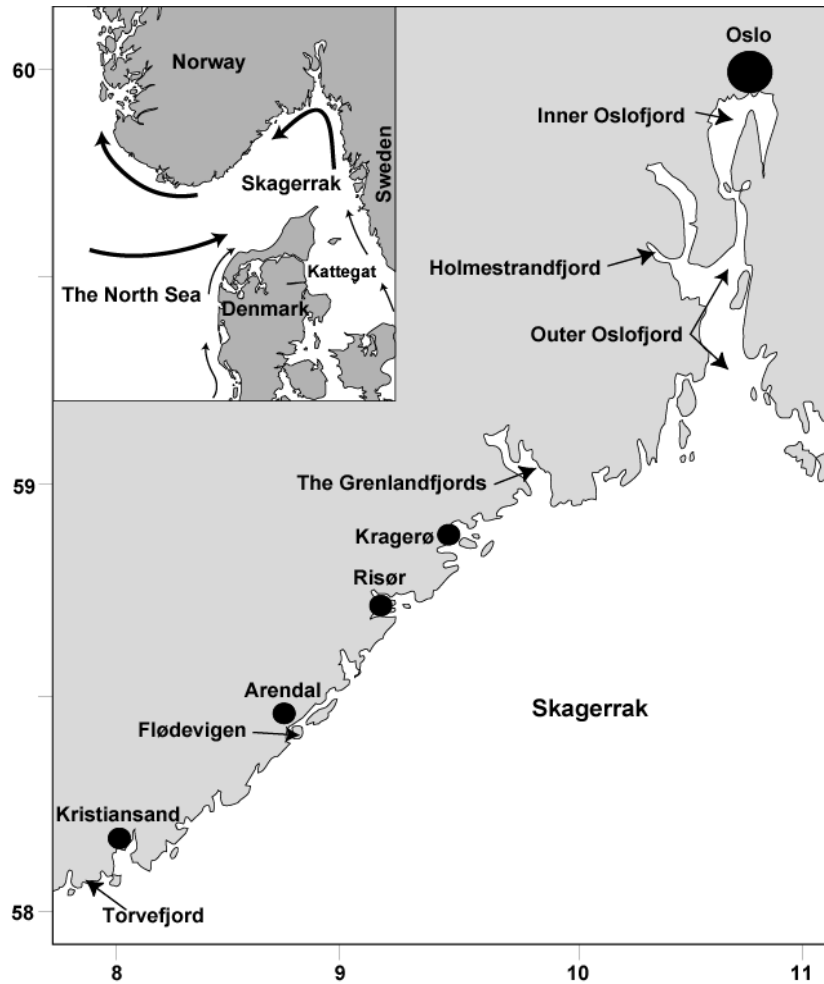 60
59
58
8
9
10
11
Norway
Sweden
Skagerrak
Kattegat
The North Sea
Denmark
Oslo
Inner Oslofjord
Holmestrandfjord
Outer Oslofjord
The Grenlandfjords
Kragerø
Risør
Arendal
Flødevigen
Skagerrak
Kristiansand
Torvefjord